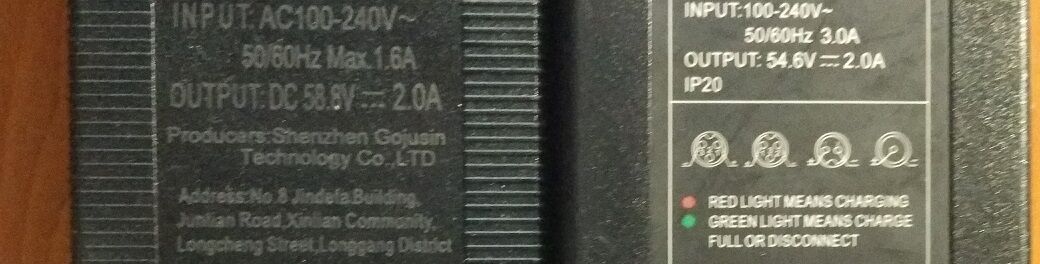 INPUT: AC100-240V~
50/60Hz Max.1.6A
OUTPUT: DC 58.8V⎓2.0A
Producers:Shenzhen Gojusin
Technology Co.,LTD
Address:No.8 Jindafa Building,
Junlian Road,Xinlian Community,
Longcheng Street,Longgang District
INPUT:100-240V~
50/60Hz 3.0A
OUTPUT: 54.6V⎓2.0A
IP20
RED LIGHT MEANS CHARGING
GREEN LIGHT MEANS CHARGE
FULL OR DISCONNECT